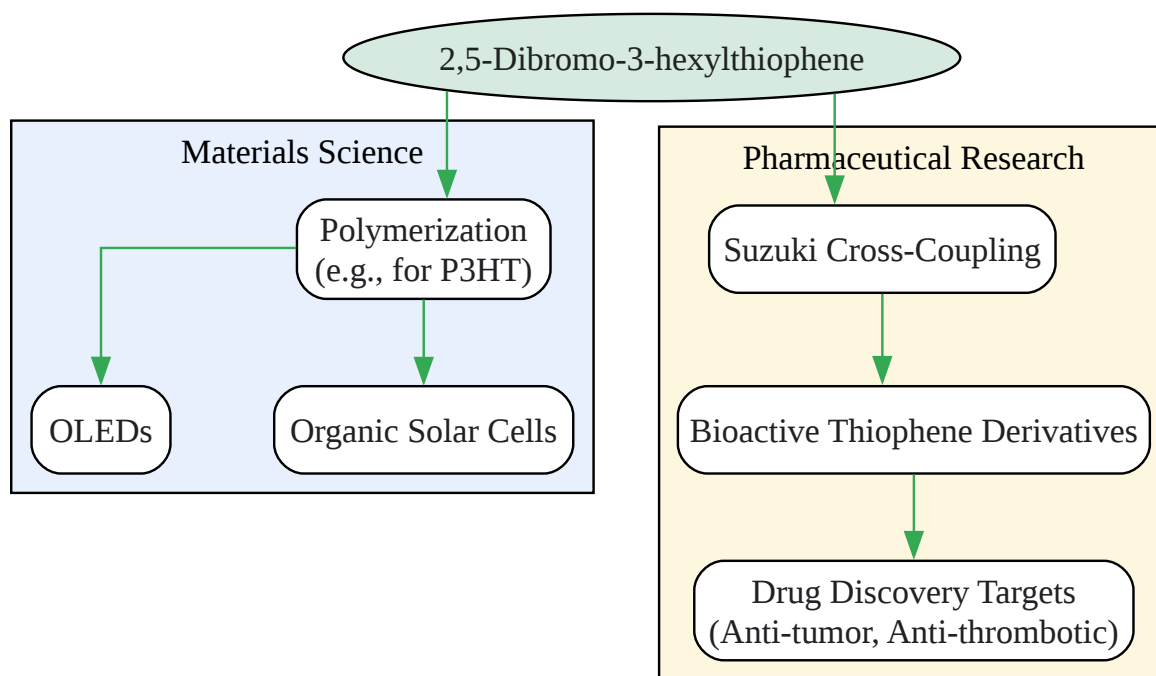 2,5-Dibromo-3-hexylthiophene
Materials Science
Polymerization
(e.g., for P3HT)
OLEDs
Organic Solar Cells
Pharmaceutical Research
Suzuki Cross-Coupling
Bioactive Thiophene Derivatives
Drug Discovery Targets
(Anti-tumor, Anti-thrombotic)